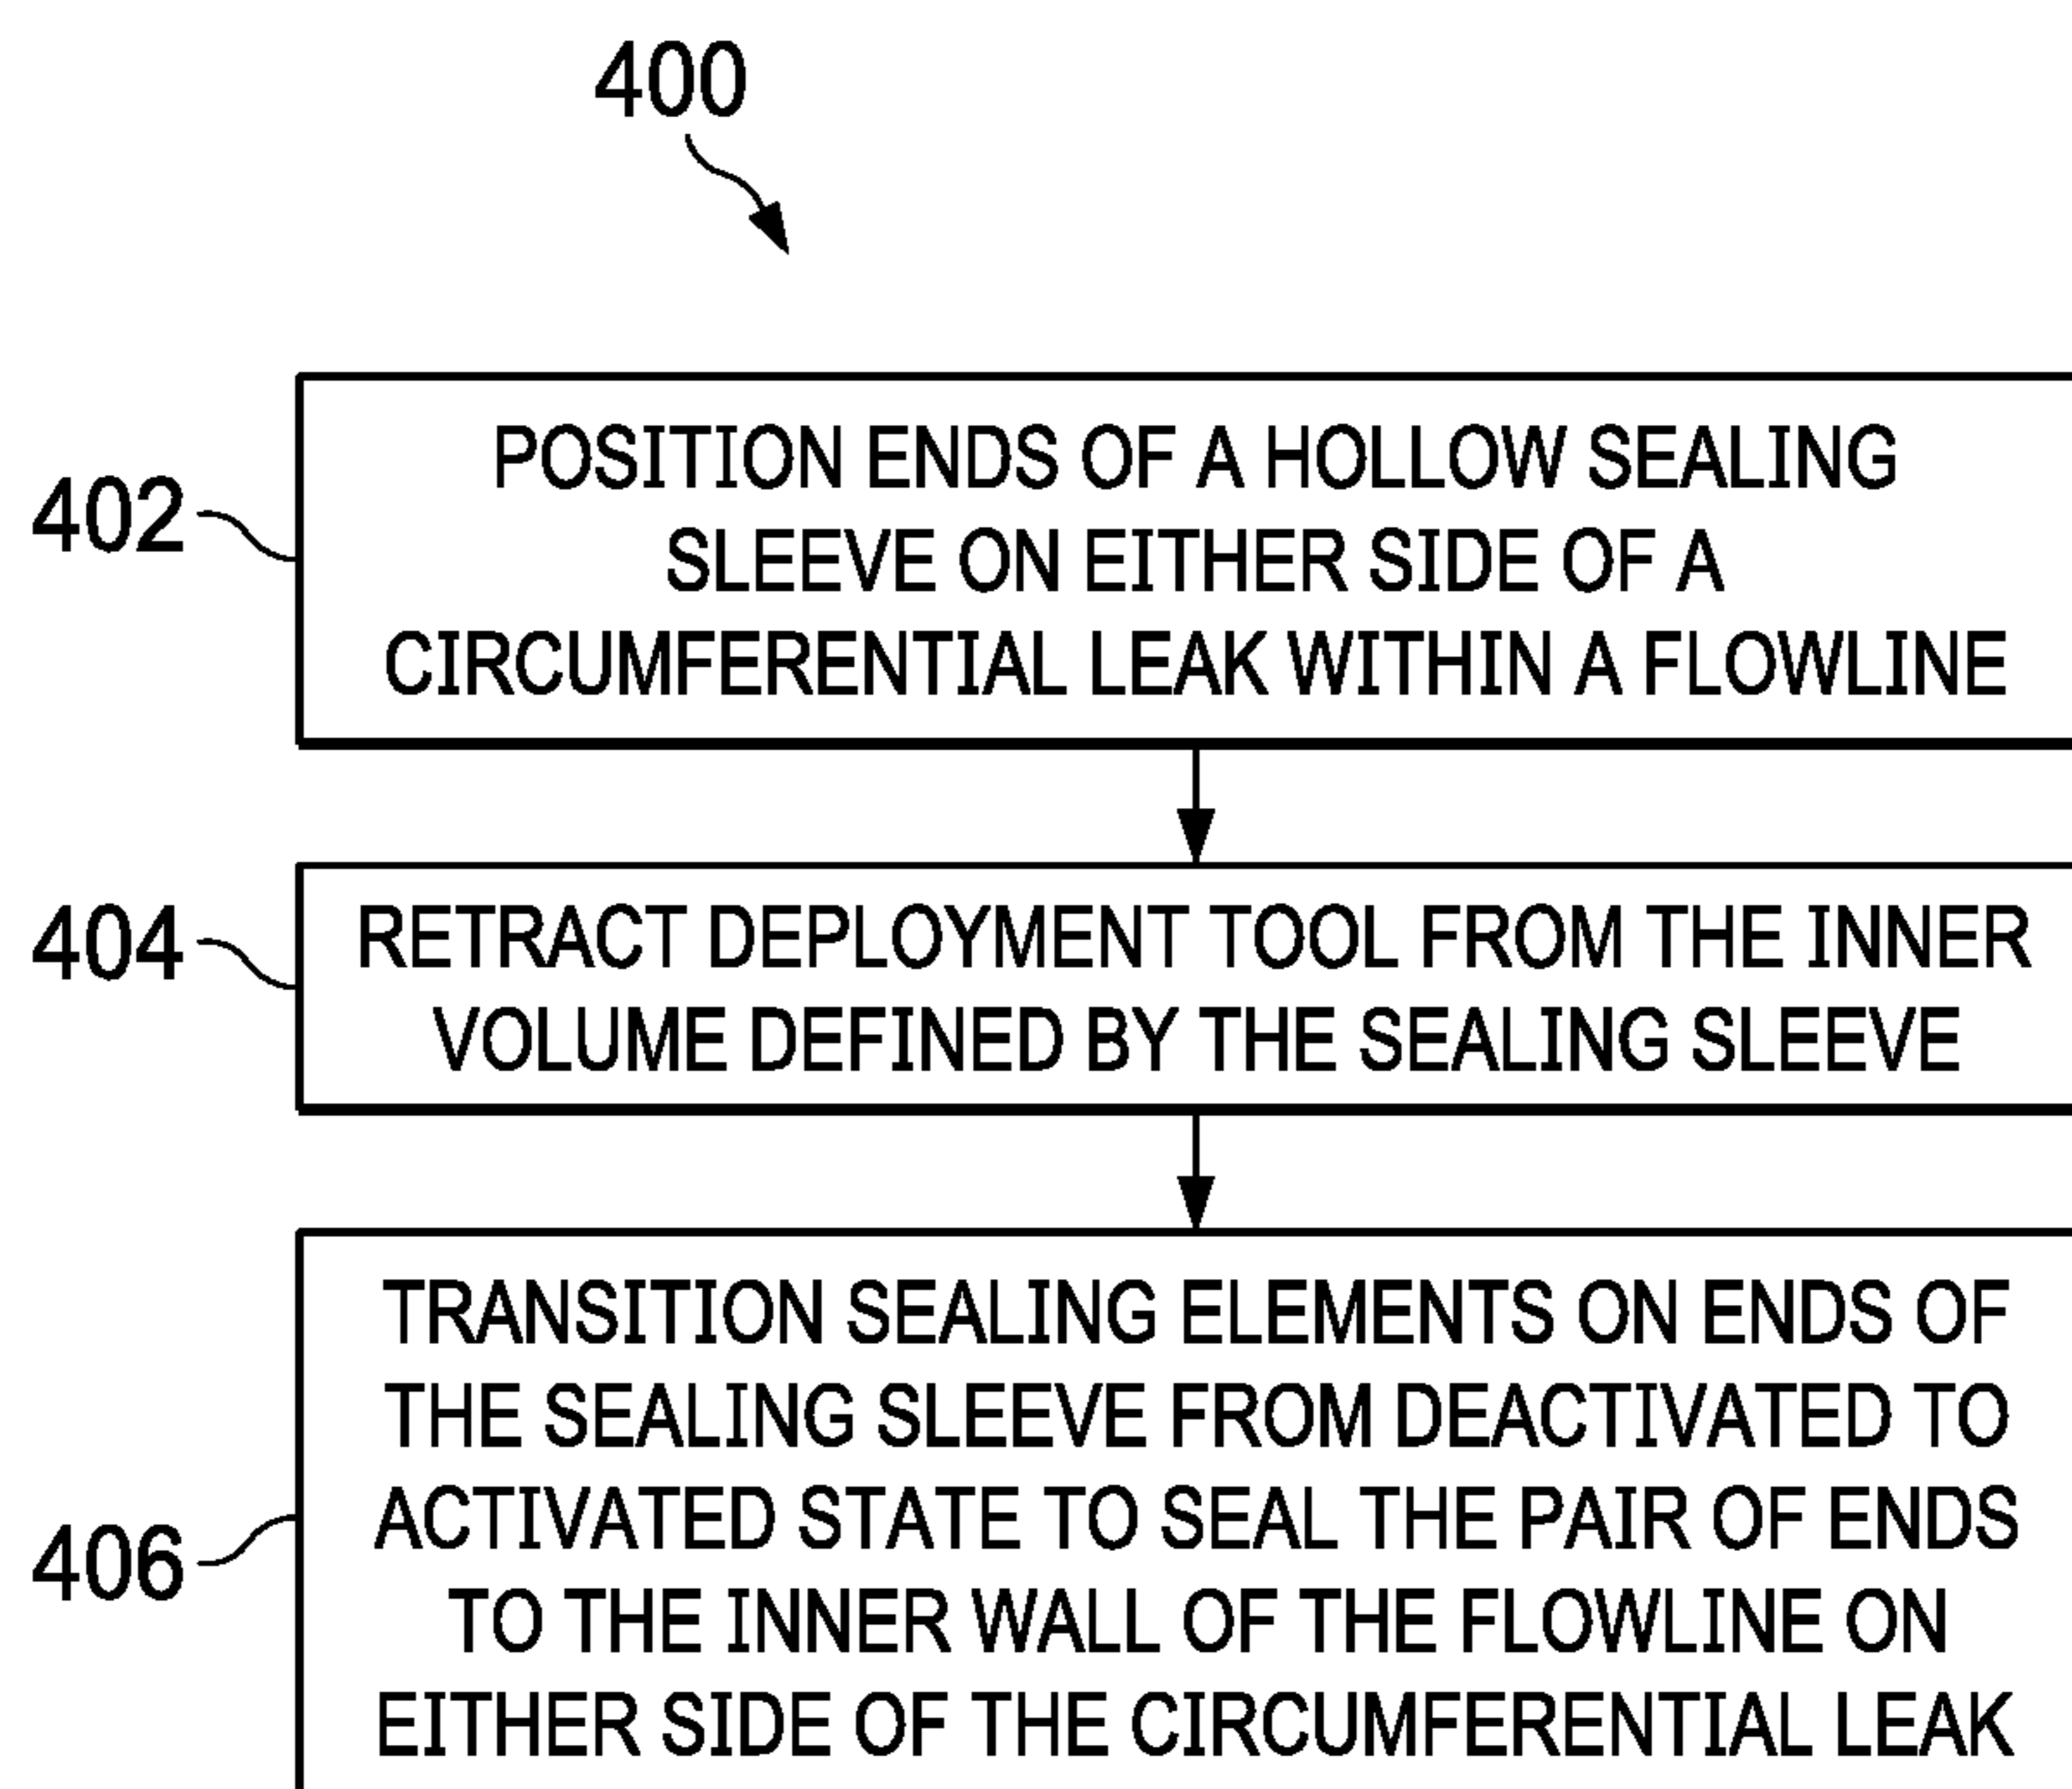 400
402
POSITION ENDS OF A HOLLOW SEALING
SLEEVE ON EITHER SIDE OF A
CIRCUMFERENTIAL LEAK WITHIN A FLOWLINE
404
RETRACT DEPLOYMENT TOOL FROM THE INNER
VOLUME DEFINED BY THE SEALING SLEEVE
406
TRANSITION SEALING ELEMENTS ON ENDS OF
THE SEALING SLEEVE FROM DEACTIVATED TO
ACTIVATED STATE TO SEAL THE PAIR OF ENDS
TO THE INNER WALL OF THE FLOWLINE ON
EITHER SIDE OF THE CIRCUMFERENTIAL LEAK